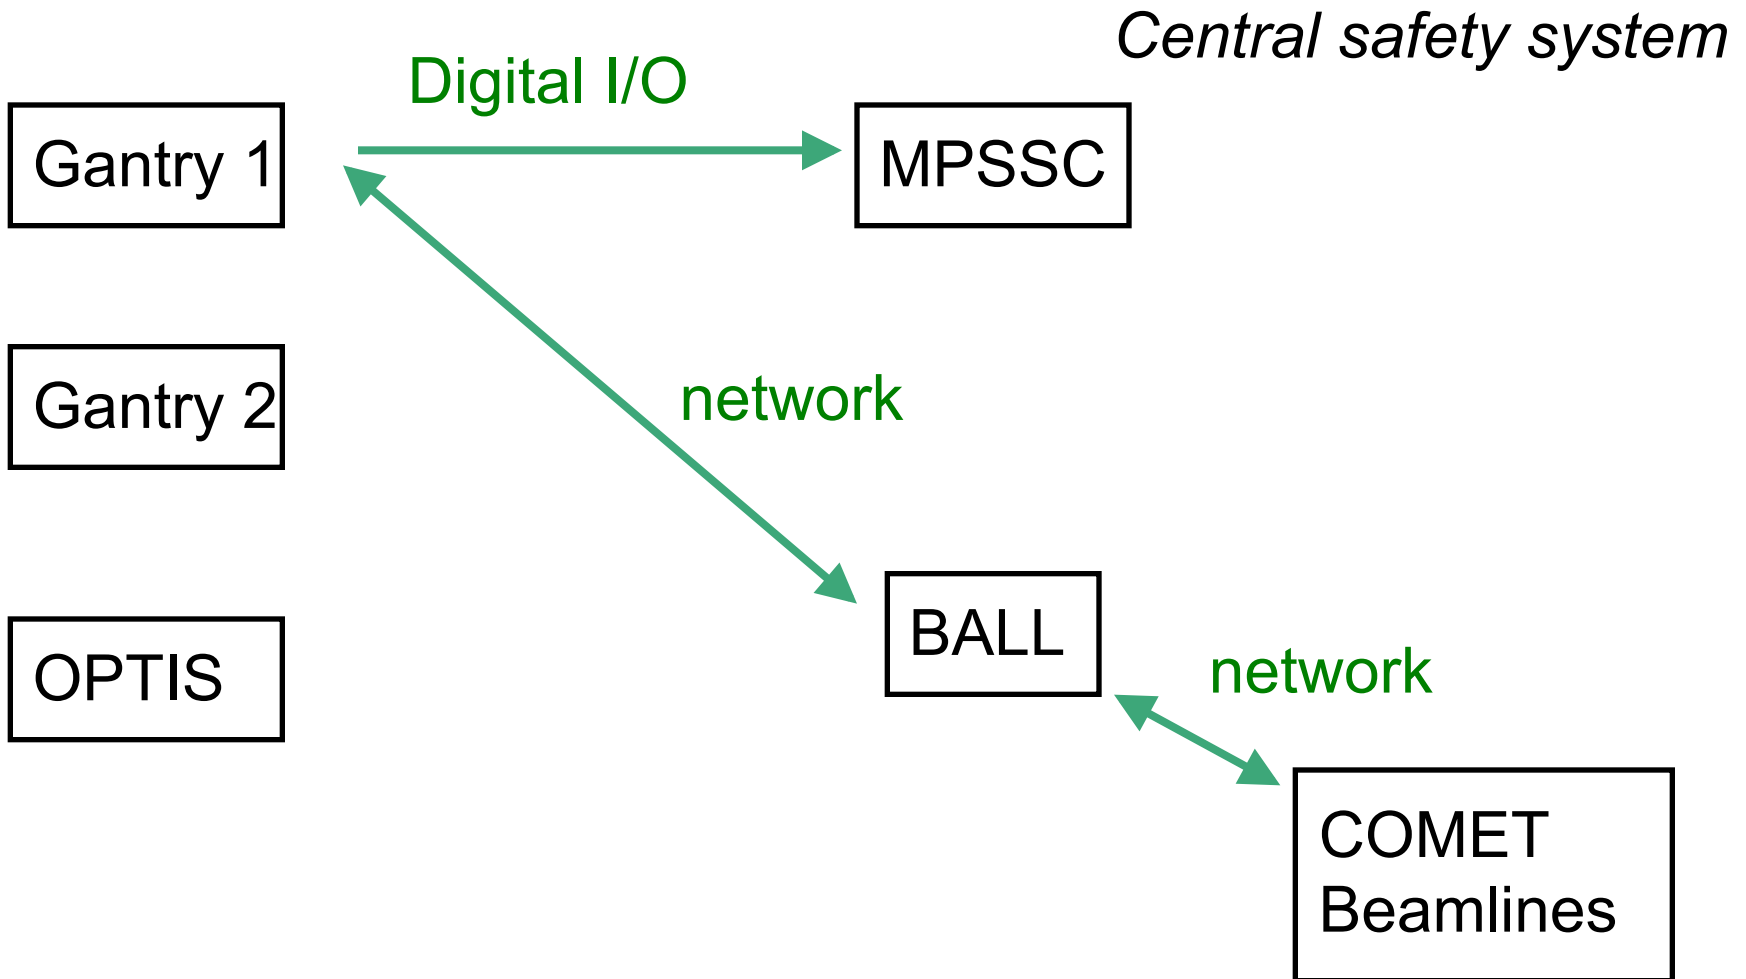 Central safety system
Digital I/O
Gantry 1
MPSSC
Gantry 2
network
BALL
OPTIS
network
COMET
Beamlines